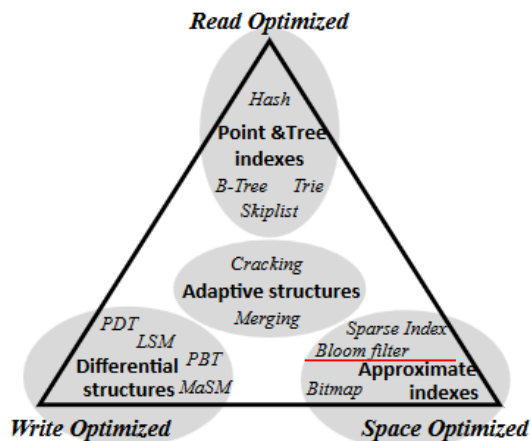 Read Optimized
Hash
Point &Tree
indexes
B-Tree Trie
Skiplist
Cracking
Adaptive structures
Merging
PDT
LSM
PBT
Differential
structures
MaSM
Sparse Index
Bloom filter
Approximate
Bitmap
indexes
Write Optimized
Space Optimized